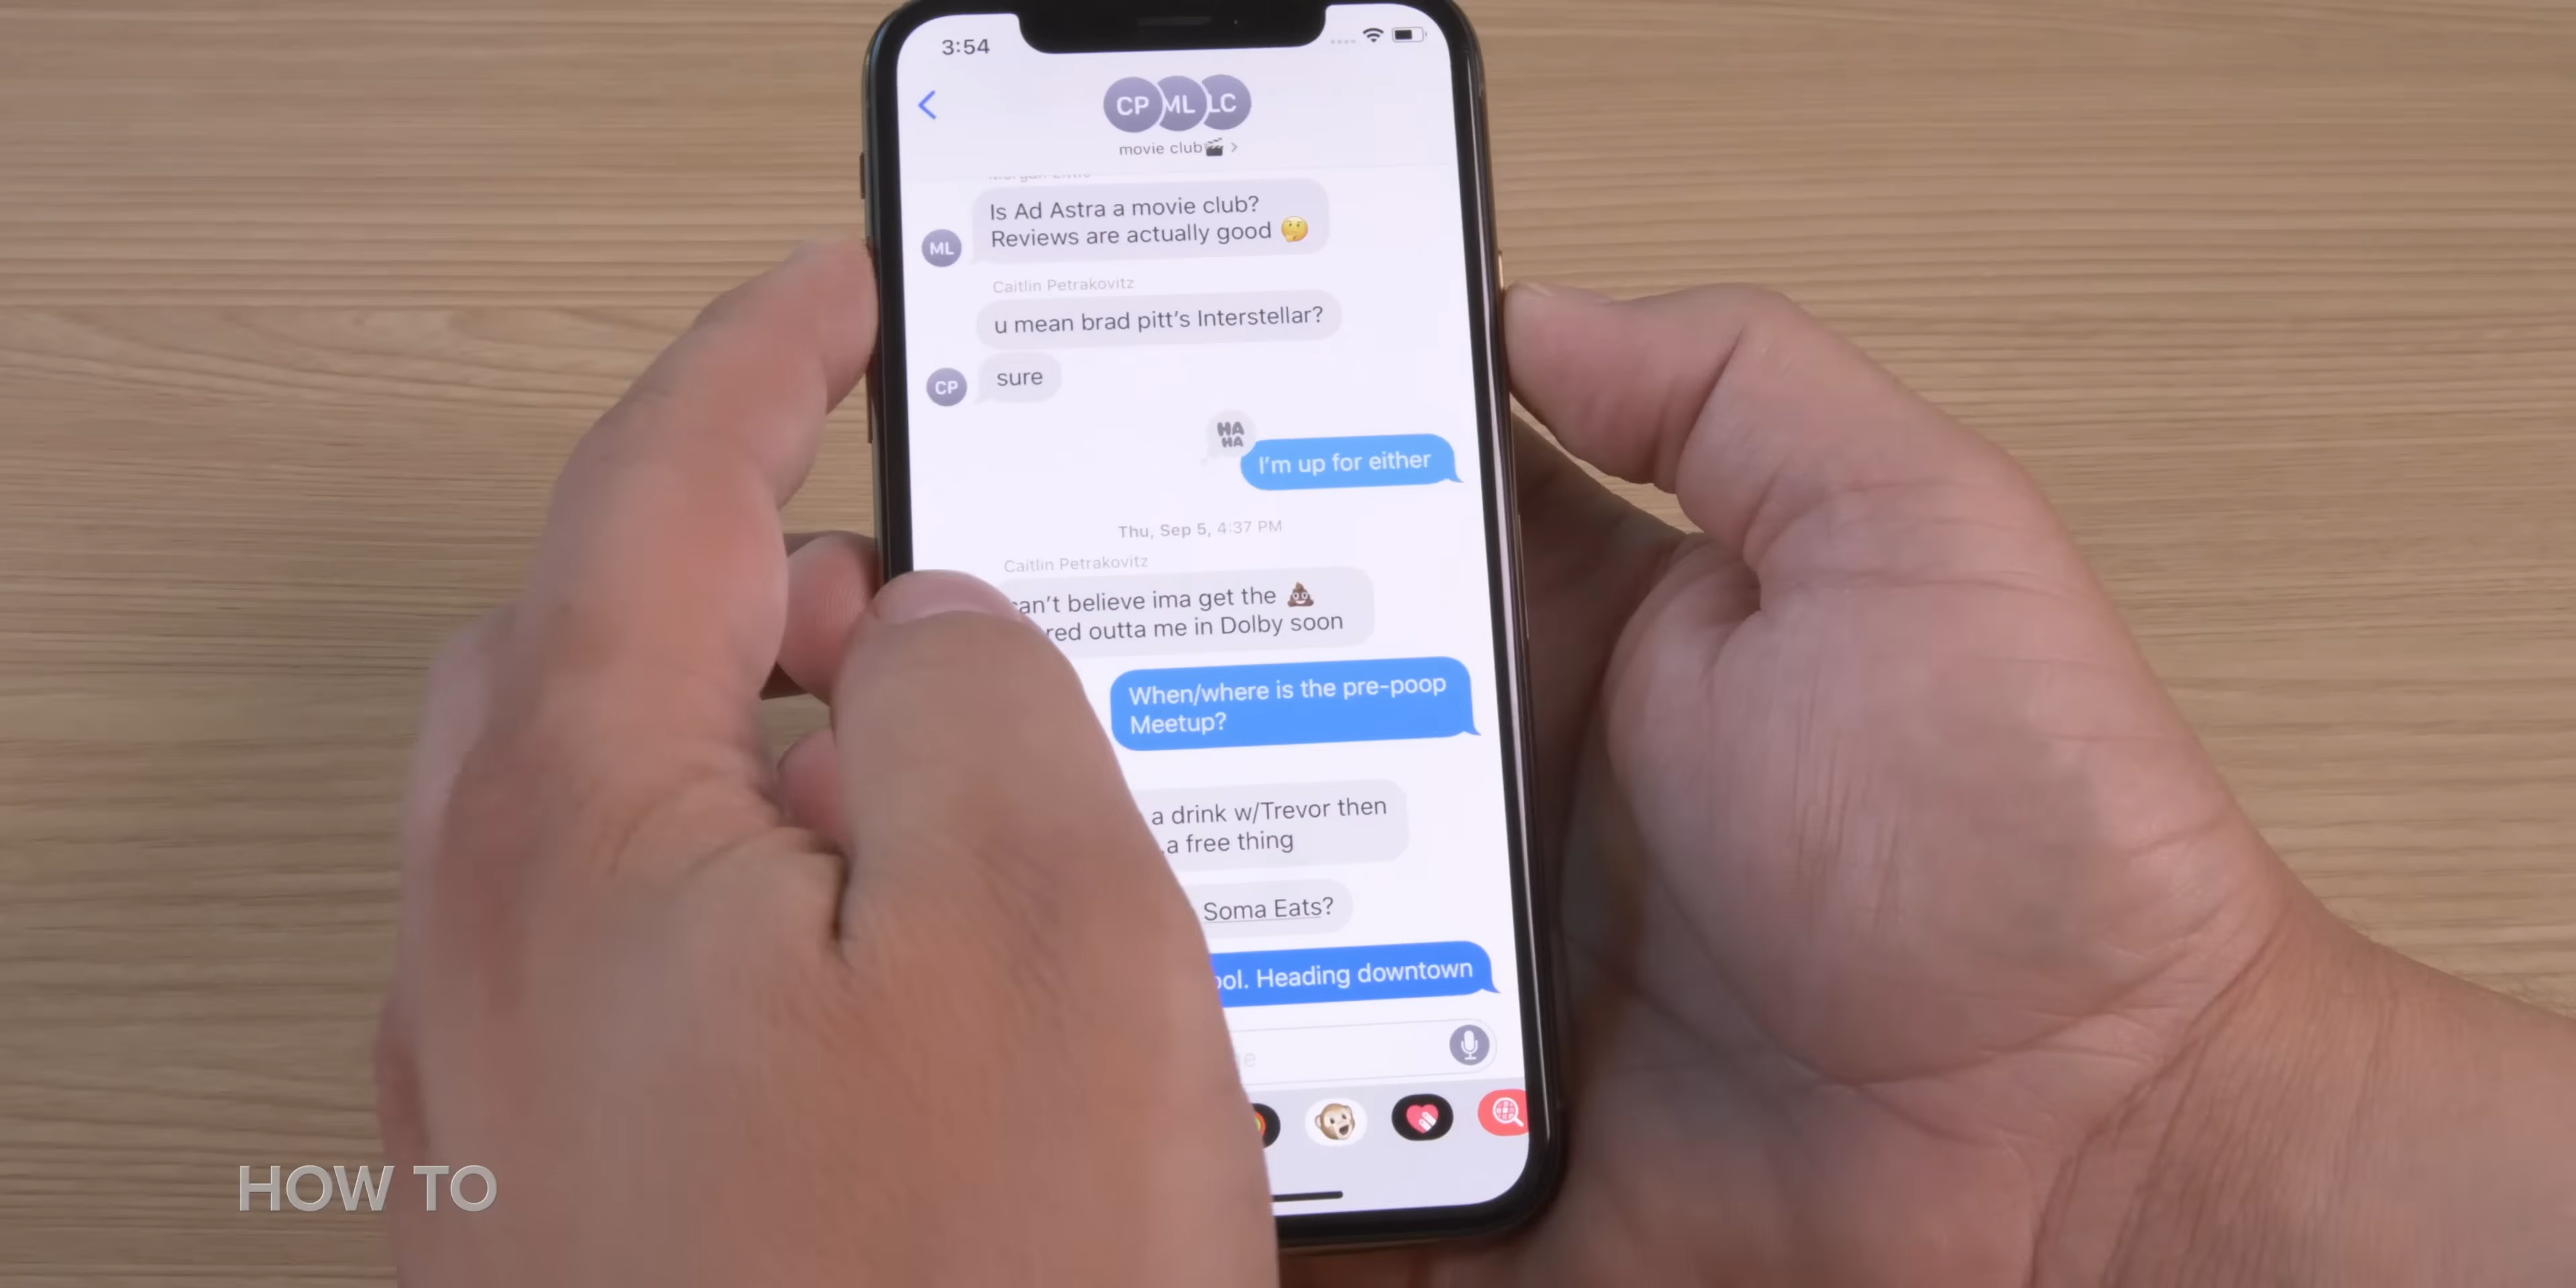 3:54
CP ML LC
movie club🎬 >
Is Ad Astra a movie club?
Reviews are actually good 🤔
ML
Caitlin Petrakovitz
u mean brad pitt's Interstellar?
sure
CP
HA
HA
I'm up for either
Thu, Sep 5, 4:37 PM
Caitlin Petrakovitz
can't believe ima get the 💩
red outta me in Dolby soon
When/where is the pre-poop
Meetup?
a drink w/Trevor then
a free thing
Soma Eats?
ol. Heading downtown
HOW TO